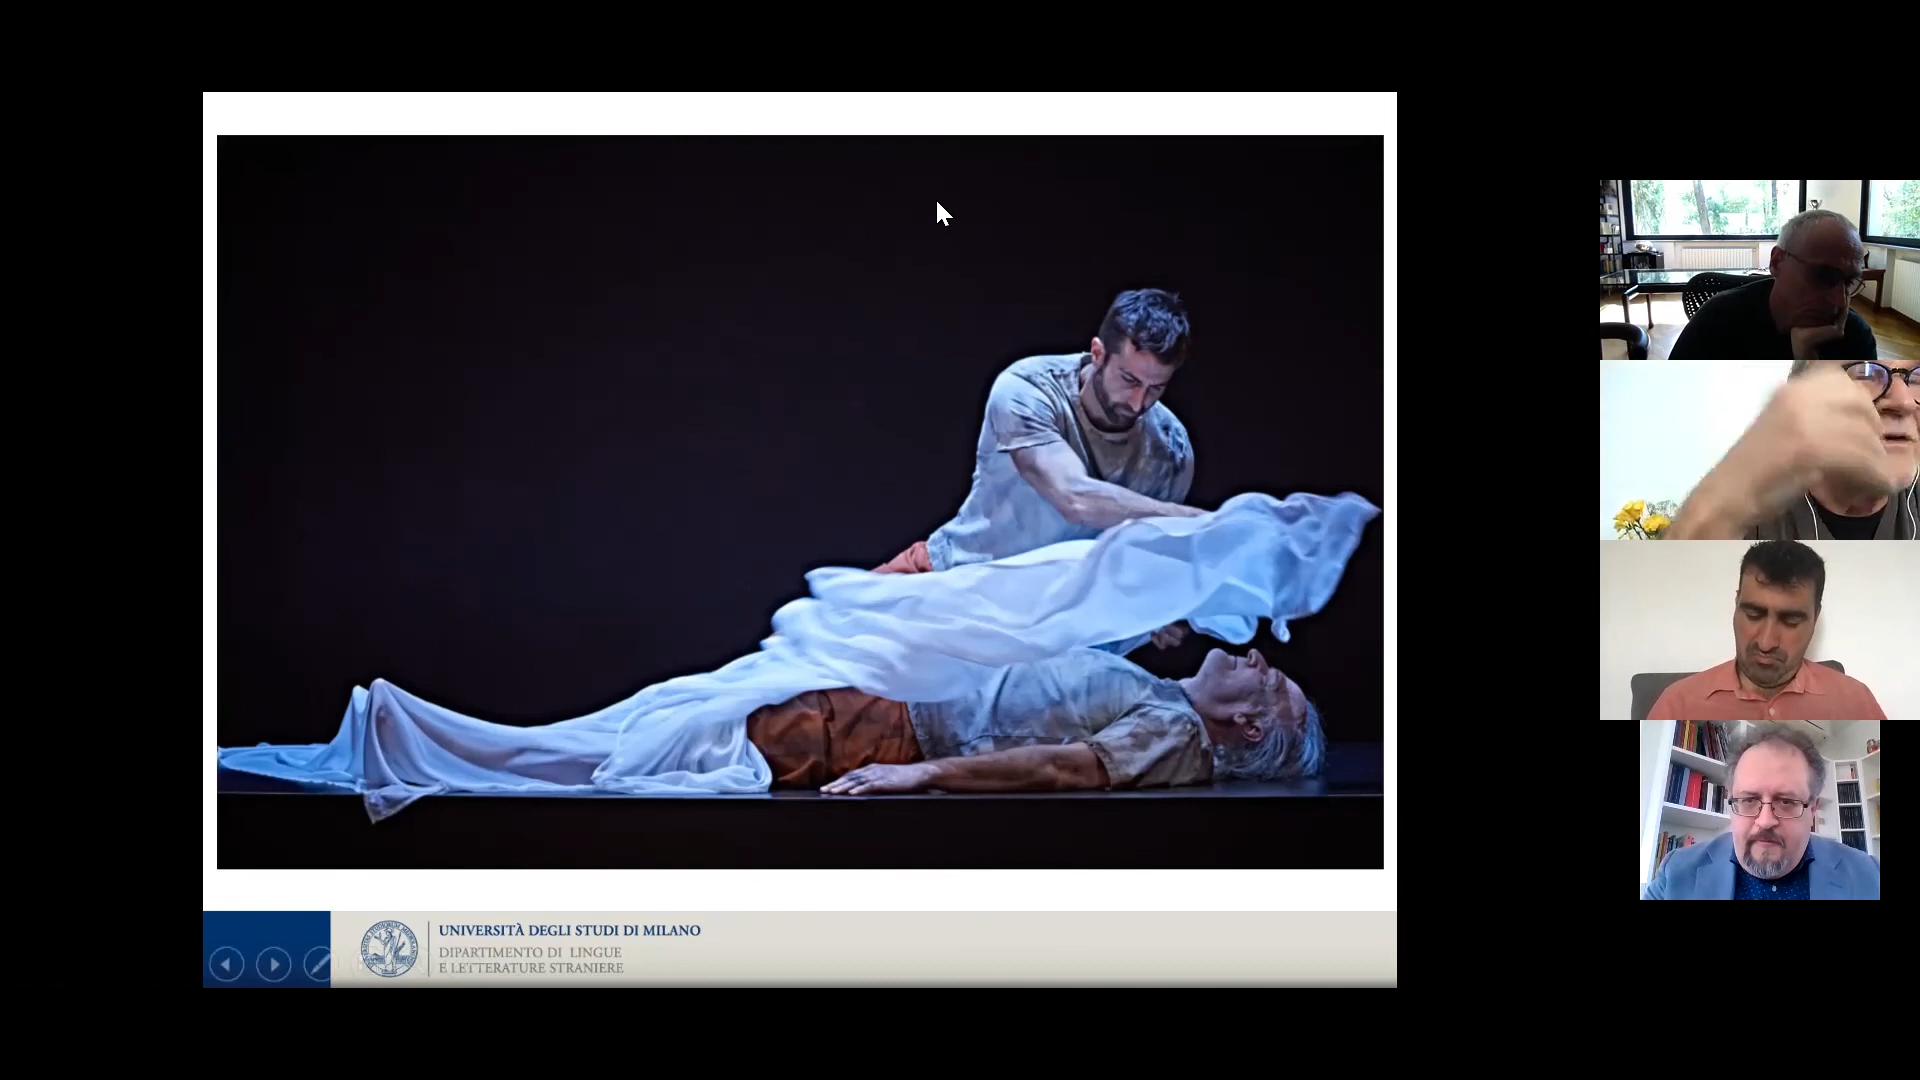 UNIVERSITÀ DEGLI STUDI DI MILANO
DIPARTIMENTO DI LINGUE
E LETTERATURE STRANIERE